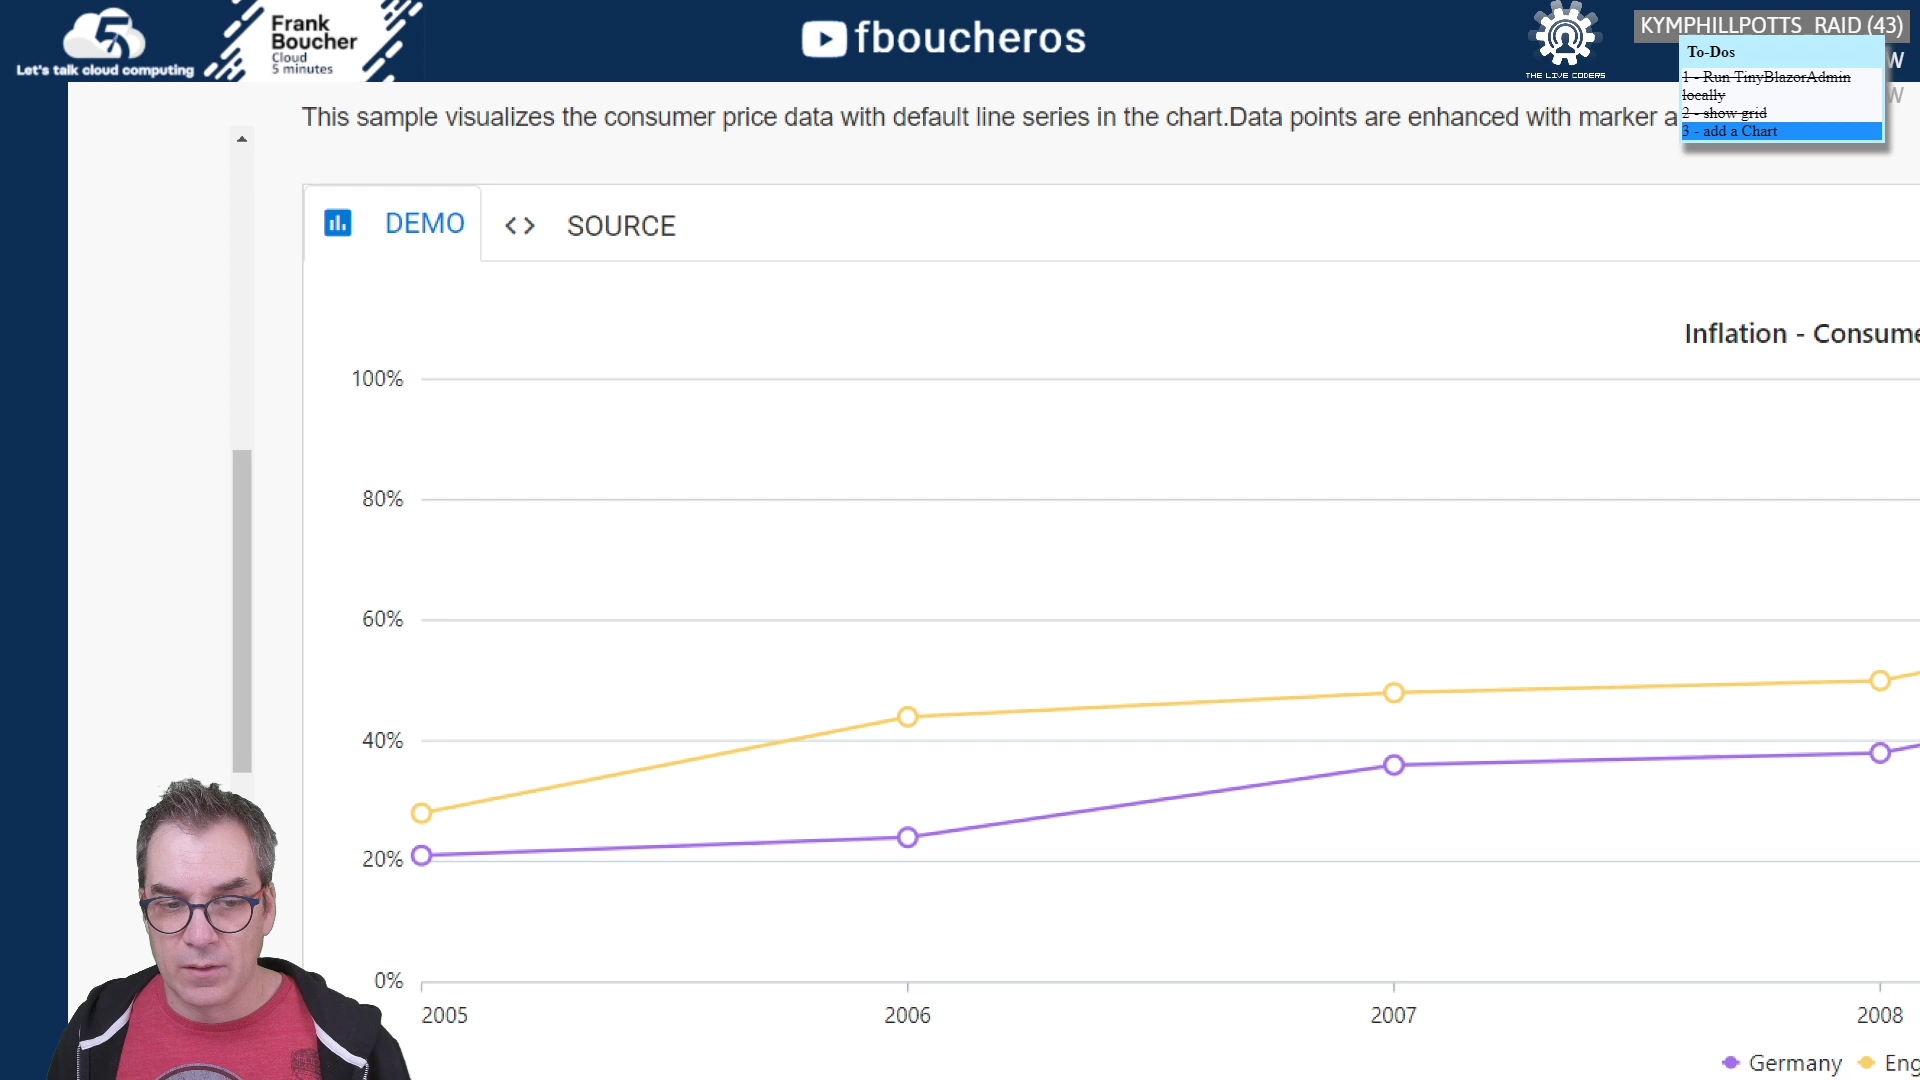 Let's talk cloud computing
5
Frank
Boucher
Cloud
5 minutes
fboucheros
THE LIVE CODERS
KYMPHILLPOTTS RAID (43)
W
W
To-Dos
1 - Run TinyBlazorAdmin
locally
2 - show grid
3 - add a Chart
This sample visualizes the consumer price data with default line series in the chart.Data points are enhanced with marker a
DEMO
<> SOURCE
Inflation - Consume
100%
80%
60%
40%
20%
0%
2005 2006 2007 2008
Germany Eng